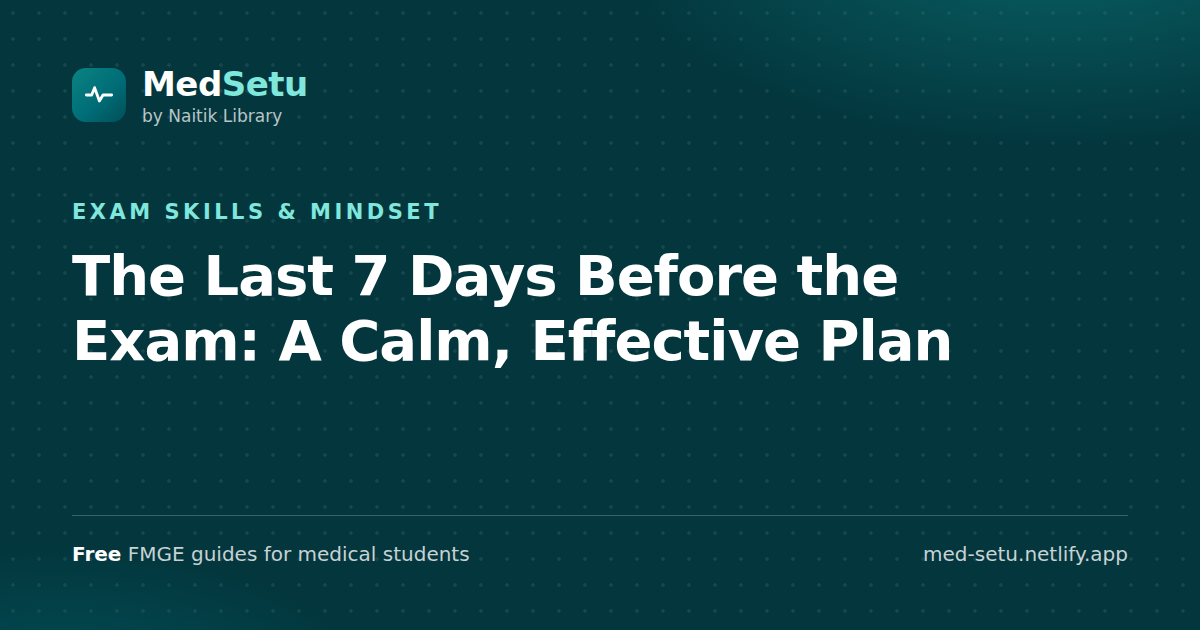 MedSetu
by Naitik Library
EXAM SKILLS & MINDSET
The Last 7 Days Before the
Exam: A Calm, Effective Plan
Free FMGE guides for medical students
med-setu.netlify.app